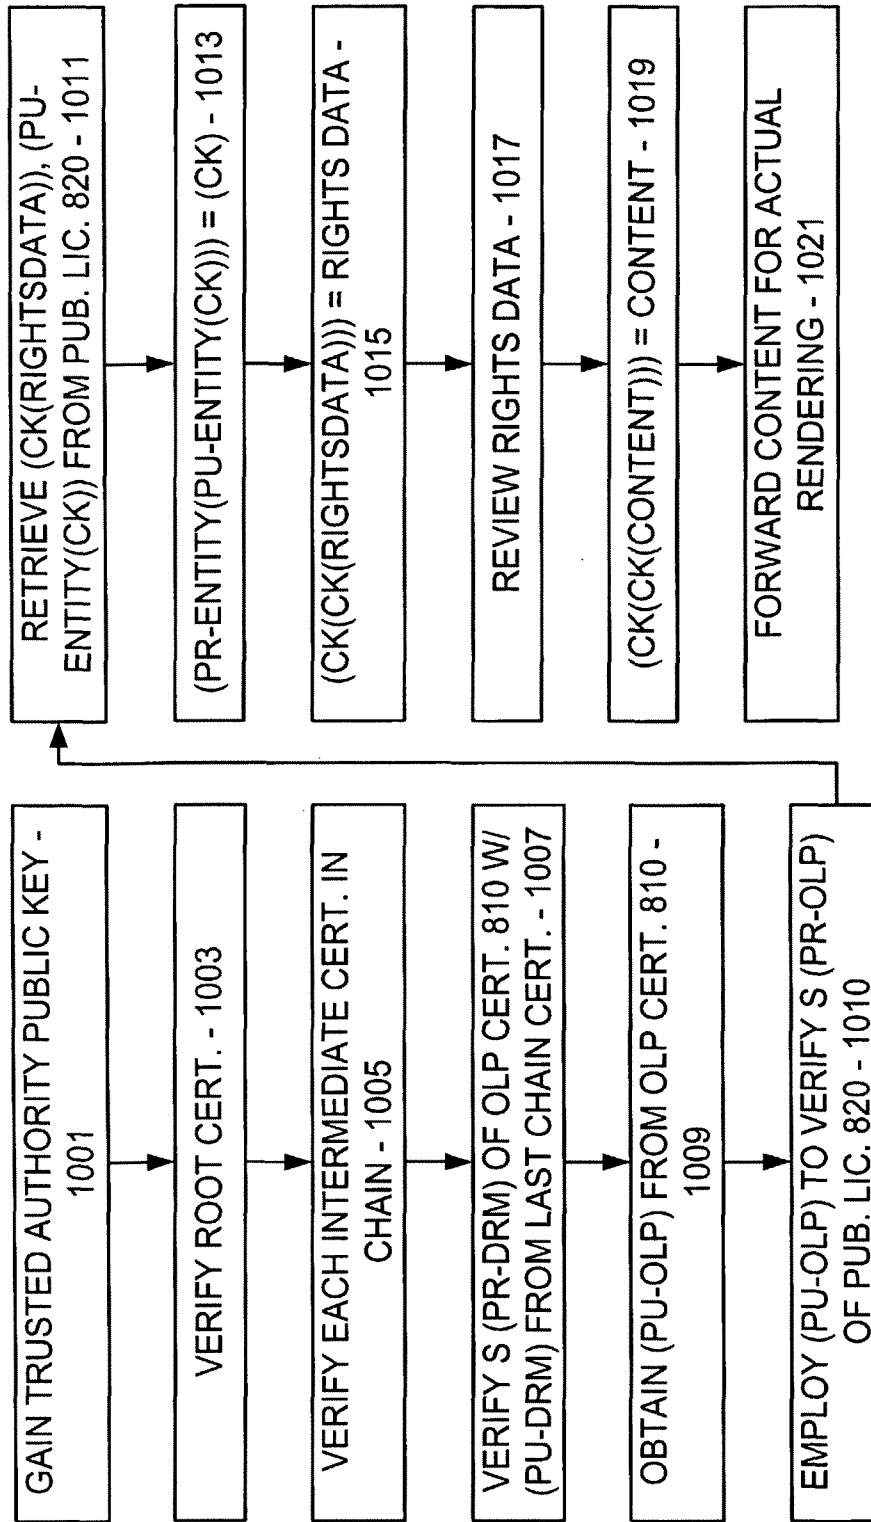 GAIN TRUSTED AUTHORITY PUBLIC KEY -
1001
VERIFY ROOT CERT. - 1003
VERIFY EACH INTERMEDIATE CERT. IN
CHAIN - 1005
VERIFY S (PR-DRM) OF OLP CERT. 810 W/
(PU-DRM) FROM LAST CHAIN CERT. - 1007
OBTAIN (PU-OLP) FROM OLP CERT. 810 -
1009
EMPLOY (PU-OLP) TO VERIFY S (PR-OLP)
OF PUB. LIC. 820 - 1010
RETRIEVE (CK(RIGHTSDATA)), (PU-
ENTITY(CK)) FROM PUB. LIC. 820 - 1011
(PR-ENTITY(PU-ENTITY(CK))) = (CK) - 1013
(CK(CK(RIGHTSDATA))) = RIGHTS DATA -
1015
REVIEW RIGHTS DATA - 1017
(CK(CK(CONTENT))) = CONTENT - 1019
FORWARD CONTENT FOR ACTUAL
RENDERING - 1021